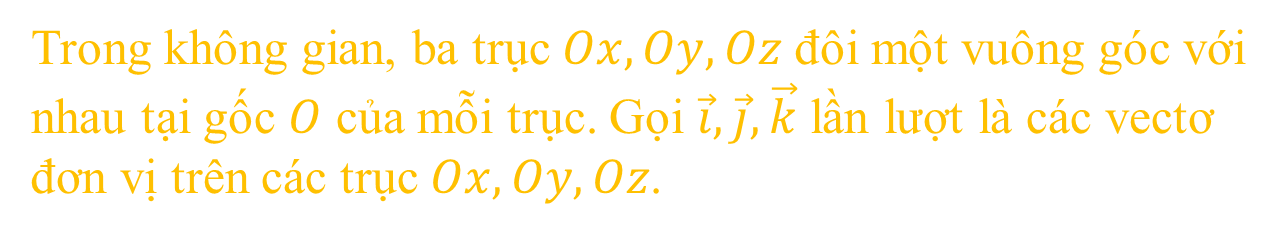 Trong không gian, ba trục Ox, Oy, Oz đôi một vuông góc với
nhau tại gốc O của mỗi trục. Gọi i⃗, j⃗, k⃗ lần lượt là các vectơ
đơn vị trên các trục Ox, Oy, Oz.